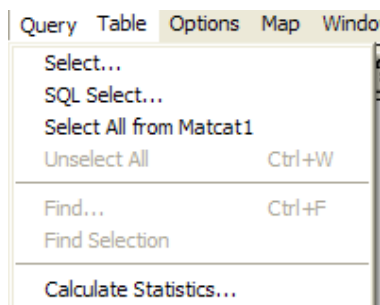 Query Table Options Map Windo
Select...
SQL Select...
Select All from Matcat1
Unselect All Ctrl+W
Find... Ctrl+F
Find Selection
Calculate Statistics...